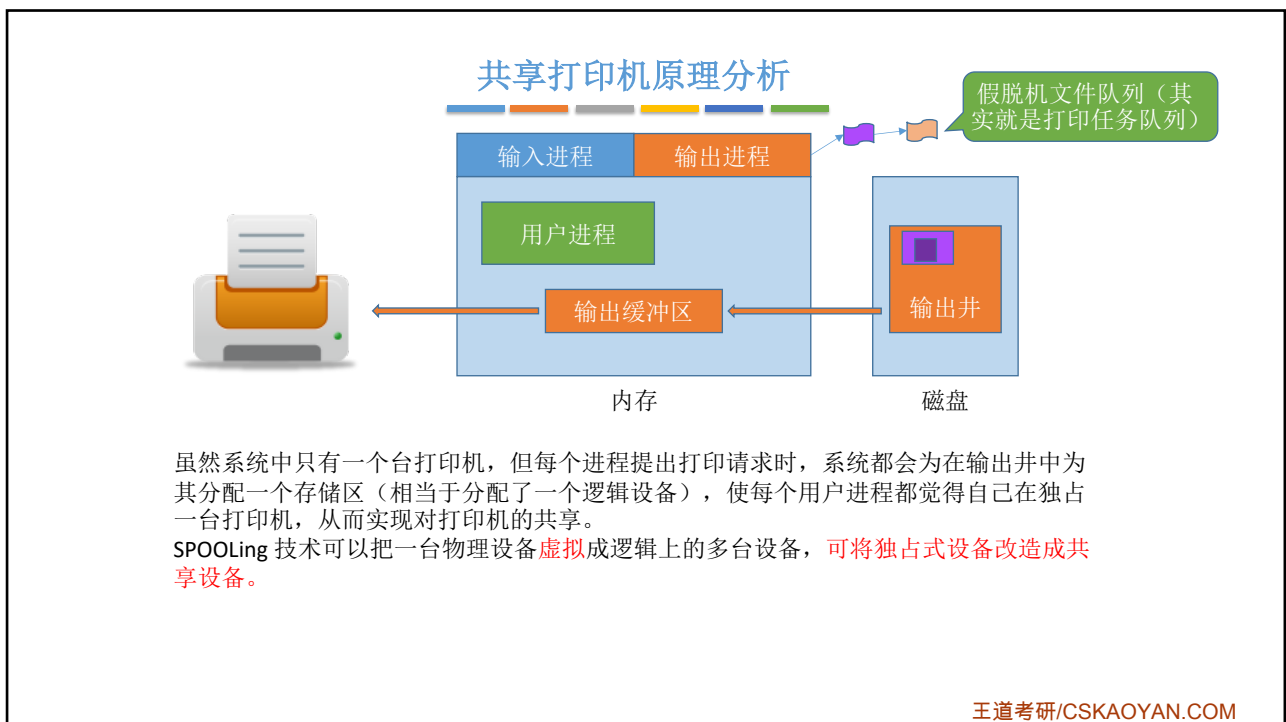 共享打印机原理分析
假脱机文件队列（其
实就是打印任务队列）
输入进程
输出进程
用户进程
输出缓冲区
输出井
内存
磁盘
虽然系统中只有一个台打印机，但每个进程提出打印请求时，系统都会为在输出井中为
其分配一个存储区（相当于分配了一个逻辑设备），使每个用户进程都觉得自己在独占
一台打印机，从而实现对打印机的共享。
SPOOLing 技术可以把一台物理设备虚拟成逻辑上的多台设备，可将独占式设备改造成共
享设备。
王道考研/CSKAOYAN.COM